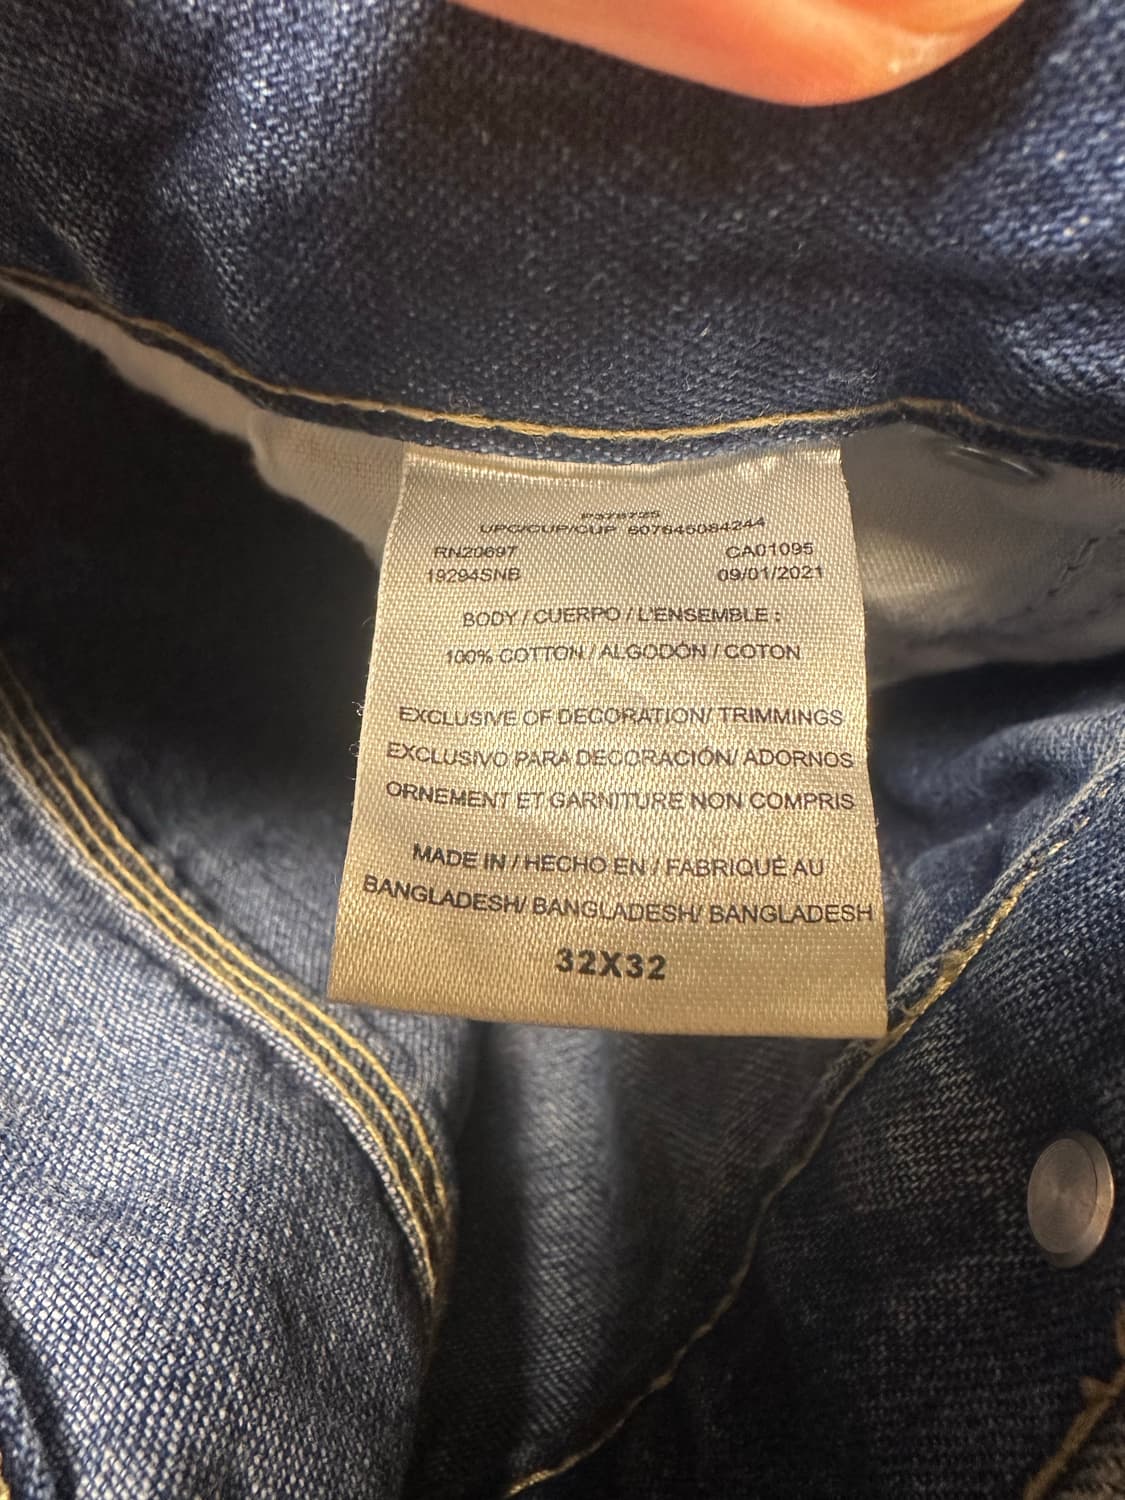 P378725
UPC/CUP/CUP 607645084244
RN20697 CA01095
19294SNB 09/01/2021
BODY / CUERPO / L'ENSEMBLE :
100% COTTON / ALGODÓN / COTON
EXCLUSIVE OF DECORATION/ TRIMMINGS
EXCLUSIVO PARA DECORACIÓN/ ADORNOS
ORNEMENT ET GARNITURE NON COMPRIS
MADE IN / HECHO EN / FABRIQUÉ AU
BANGLADESH/ BANGLADESH/ BANGLADESH
32X32